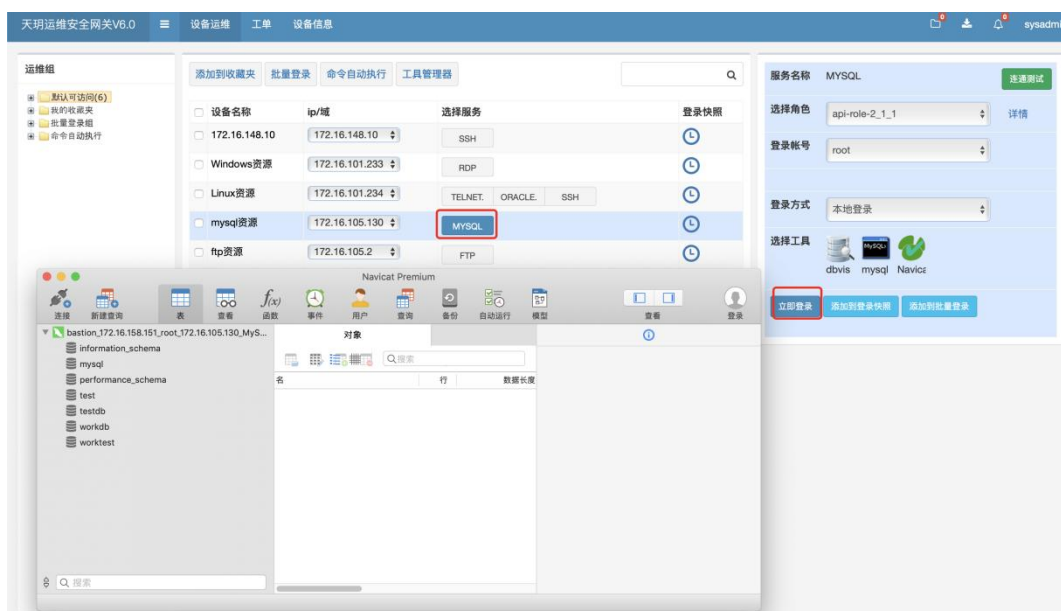 天玥运维安全网关V6.0 设备运维 工单 设备信息 0 0
运维组
默认可访问(6)
我的收藏夹
批量登录组
命令自动执行
添加到收藏夹 批量登录 命令自动执行 工具管理器
设备名称 ip/域 选择服务 登录快照
172.16.148.10 172.16.148.10 SSH
Windows资源 172.16.101.233 RDP
Linux资源 172.16.101.234 TELNET. ORACLE. SSH
mysql资源 172.16.105.130 MYSQL
ftp资源 172.16.105.2 FTP
服务名称 MYSQL 连通测试
选择角色 api-role-2_1_1 详情
登录帐号 root
登录方式 本地登录
选择工具
MySQL
dbvis mysql Navica
立即登录 添加到登录快照 添加到批量登录
Navicat Premium
连接 新建查询 表 查看 函数 事件 用户 查询 备份 自动运行 模型 查看 登录
f(x)
bastion_172.16.158.151_root_172.16.105.130_MyS...
information_schema
mysql
performance_schema
test
testdb
workdb
worktest
搜索
对象
搜索
名 行 数据长度